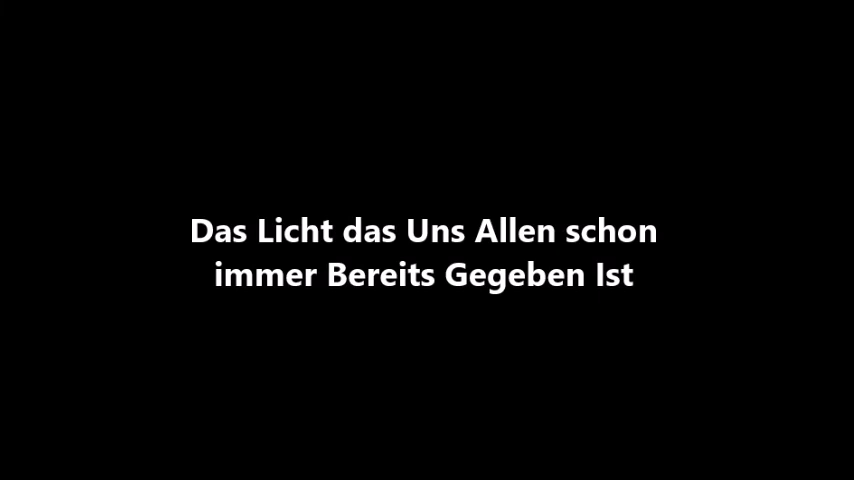 Das Licht das Uns Allen schon
immer Bereits Gegeben Ist